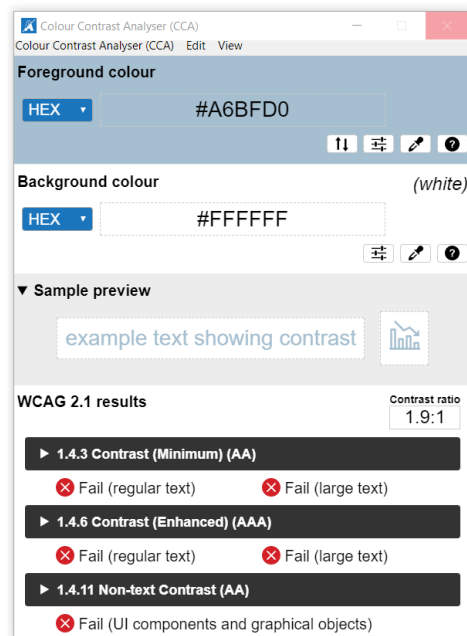 Colour Contrast Analyser (CCA)
Colour Contrast Analyser (CCA) Edit View
Foreground colour
HEX #A6BFD0
Background colour (white)
HEX #FFFFFF
Sample preview
example text showing contrast
WCAG 2.1 results Contrast ratio
1.9:1
1.4.3 Contrast (Minimum) (AA)
Fail (regular text) Fail (large text)
1.4.6 Contrast (Enhanced) (AAA)
Fail (regular text) Fail (large text)
1.4.11 Non-text Contrast (AA)
Fail (UI components and graphical objects)